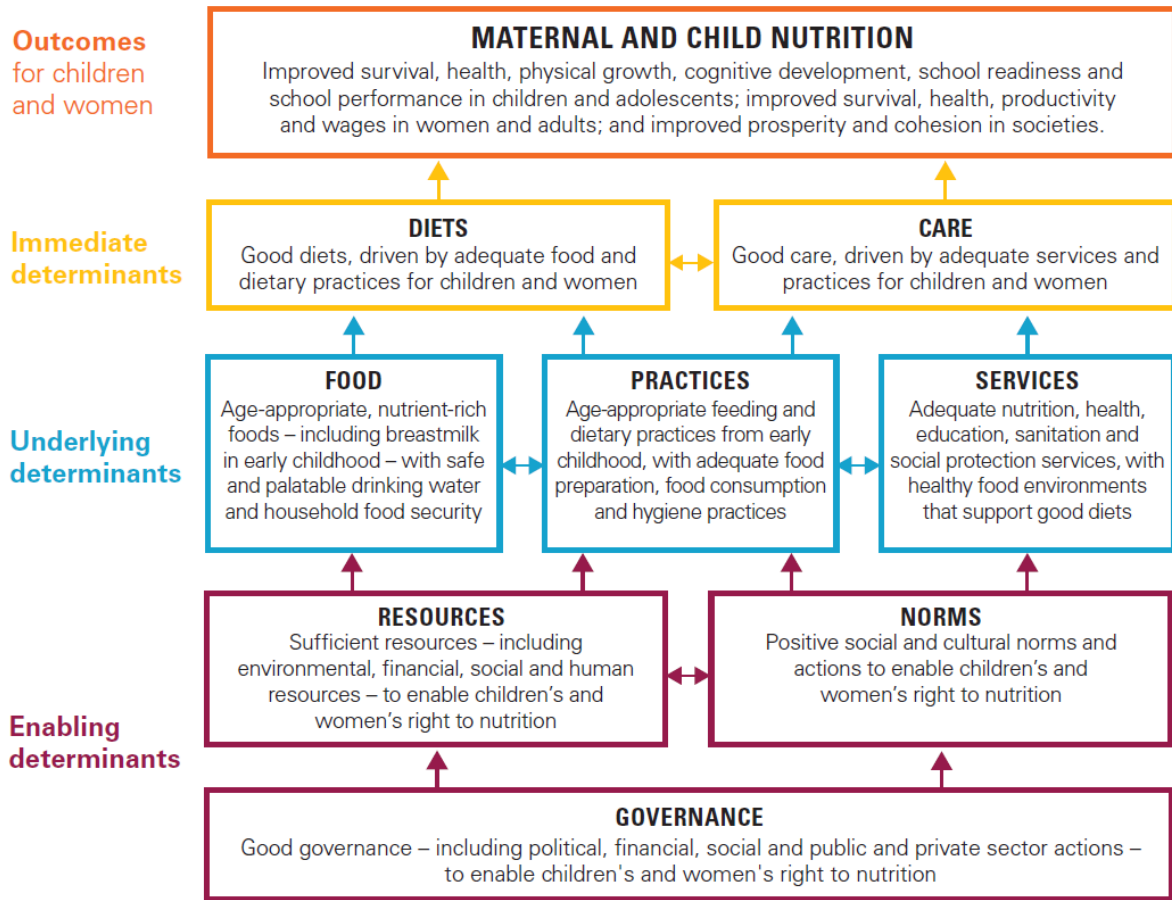 Outcomes
for children
and women
MATERNAL AND CHILD NUTRITION
Improved survival, health, physical growth, cognitive development, school readiness and
school performance in children and adolescents; improved survival, health, productivity
and wages in women and adults; and improved prosperity and cohesion in societies.
Immediate
determinants
DIETS
Good diets, driven by adequate food and
dietary practices for children and women
CARE
Good care, driven by adequate services and
practices for children and women
Underlying
determinants
FOOD
Age-appropriate, nutrient-rich
foods – including breastmilk
in early childhood – with safe
and palatable drinking water
and household food security
PRACTICES
Age-appropriate feeding and
dietary practices from early
childhood, with adequate food
preparation, food consumption
and hygiene practices
SERVICES
Adequate nutrition, health,
education, sanitation and
social protection services, with
healthy food environments
that support good diets
Enabling
determinants
RESOURCES
Sufficient resources – including
environmental, financial, social and human
resources – to enable children’s and
women’s right to nutrition
NORMS
Positive social and cultural norms and
actions to enable children’s and
women’s right to nutrition
GOVERNANCE
Good governance – including political, financial, social and public and private sector actions –
to enable children's and women's right to nutrition